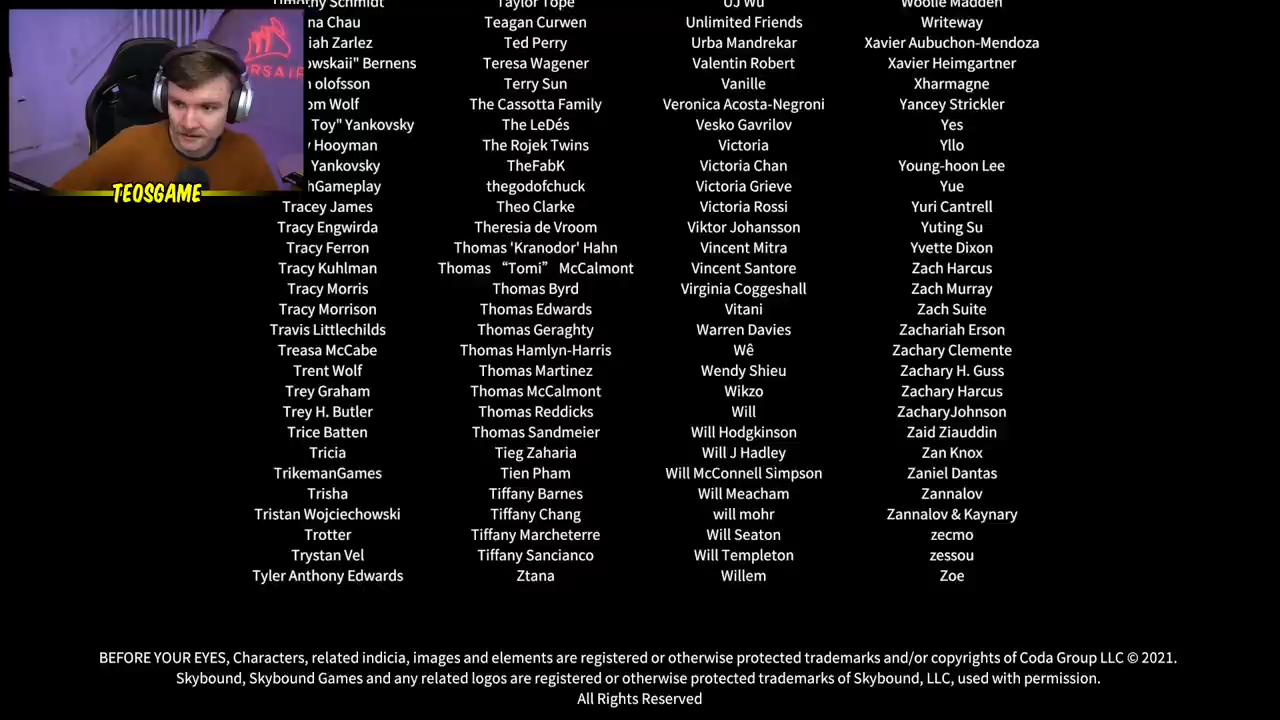 Taylor Tope
UJ Wu
Woolie Madden
Teagan Curwen
Unlimited Friends
Writeway
Chau
Ted Perry
Urba Mandrekar
Xavier Aubuchon-Mendoza
Zarlez
Teresa Wagener
Valentin Robert
Xavier Heimgartner
Bernens
Terry Sun
Vanille
Xharmagne
olofsson
The Cassotta Family
Veronica Acosta-Negroni
Yancey Strickler
Wolf
The LeDés
Vesko Gavrilov
Yes
Toy" Yankovsky
The Rojek Twins
Victoria
Yllo
Hooyman
TheFabK
Victoria Chan
Young-hoon Lee
Yankovsky
thegodofchuck
Victoria Grieve
Yue
TEOSGAME
Tracey James
Theo Clarke
Victoria Rossi
Yuri Cantrell
Tracy Engwirda
Theresia de Vroom
Viktor Johansson
Yuting Su
Tracy Ferron
Thomas 'Kranodor' Hahn
Vincent Mitra
Yvette Dixon
Tracy Kuhlman
Thomas “Tomi” McCalmont
Vincent Santore
Zach Harcus
Tracy Morris
Thomas Byrd
Virginia Coggeshall
Zach Murray
Tracy Morrison
Thomas Edwards
Vitani
Zach Suite
Travis Littlechilds
Thomas Geraghty
Warren Davies
Zachariah Erson
Treasa McCabe
Thomas Hamlyn-Harris
Wê
Zachary Clemente
Trent Wolf
Thomas Martinez
Wendy Shieu
Zachary H. Guss
Trey Graham
Thomas McCalmont
Wikzo
Zachary Harcus
Trey H. Butler
Thomas Reddicks
Will
ZacharyJohnson
Trice Batten
Thomas Sandmeier
Will Hodgkinson
Zaid Ziauddin
Tricia
Tieg Zaharia
Will J Hadley
Zan Knox
TrikemanGames
Tien Pham
Will McConnell Simpson
Zaniel Dantas
Trisha
Tiffany Barnes
Will Meacham
Zannalov
Tristan Wojciechowski
Tiffany Chang
will mohr
Zannalov & Kaynary
Trotter
Tiffany Marcheterre
Will Seaton
zecmo
Trystan Vel
Tiffany Sancianco
Will Templeton
zessou
Tyler Anthony Edwards
Ztana
Willem
Zoe
BEFORE YOUR EYES, Characters, related indicia, images and elements are registered or otherwise protected trademarks and/or copyrights of Coda Group LLC © 2021.
Skybound, Skybound Games and any related logos are registered or otherwise protected trademarks of Skybound, LLC, used with permission.
All Rights Reserved